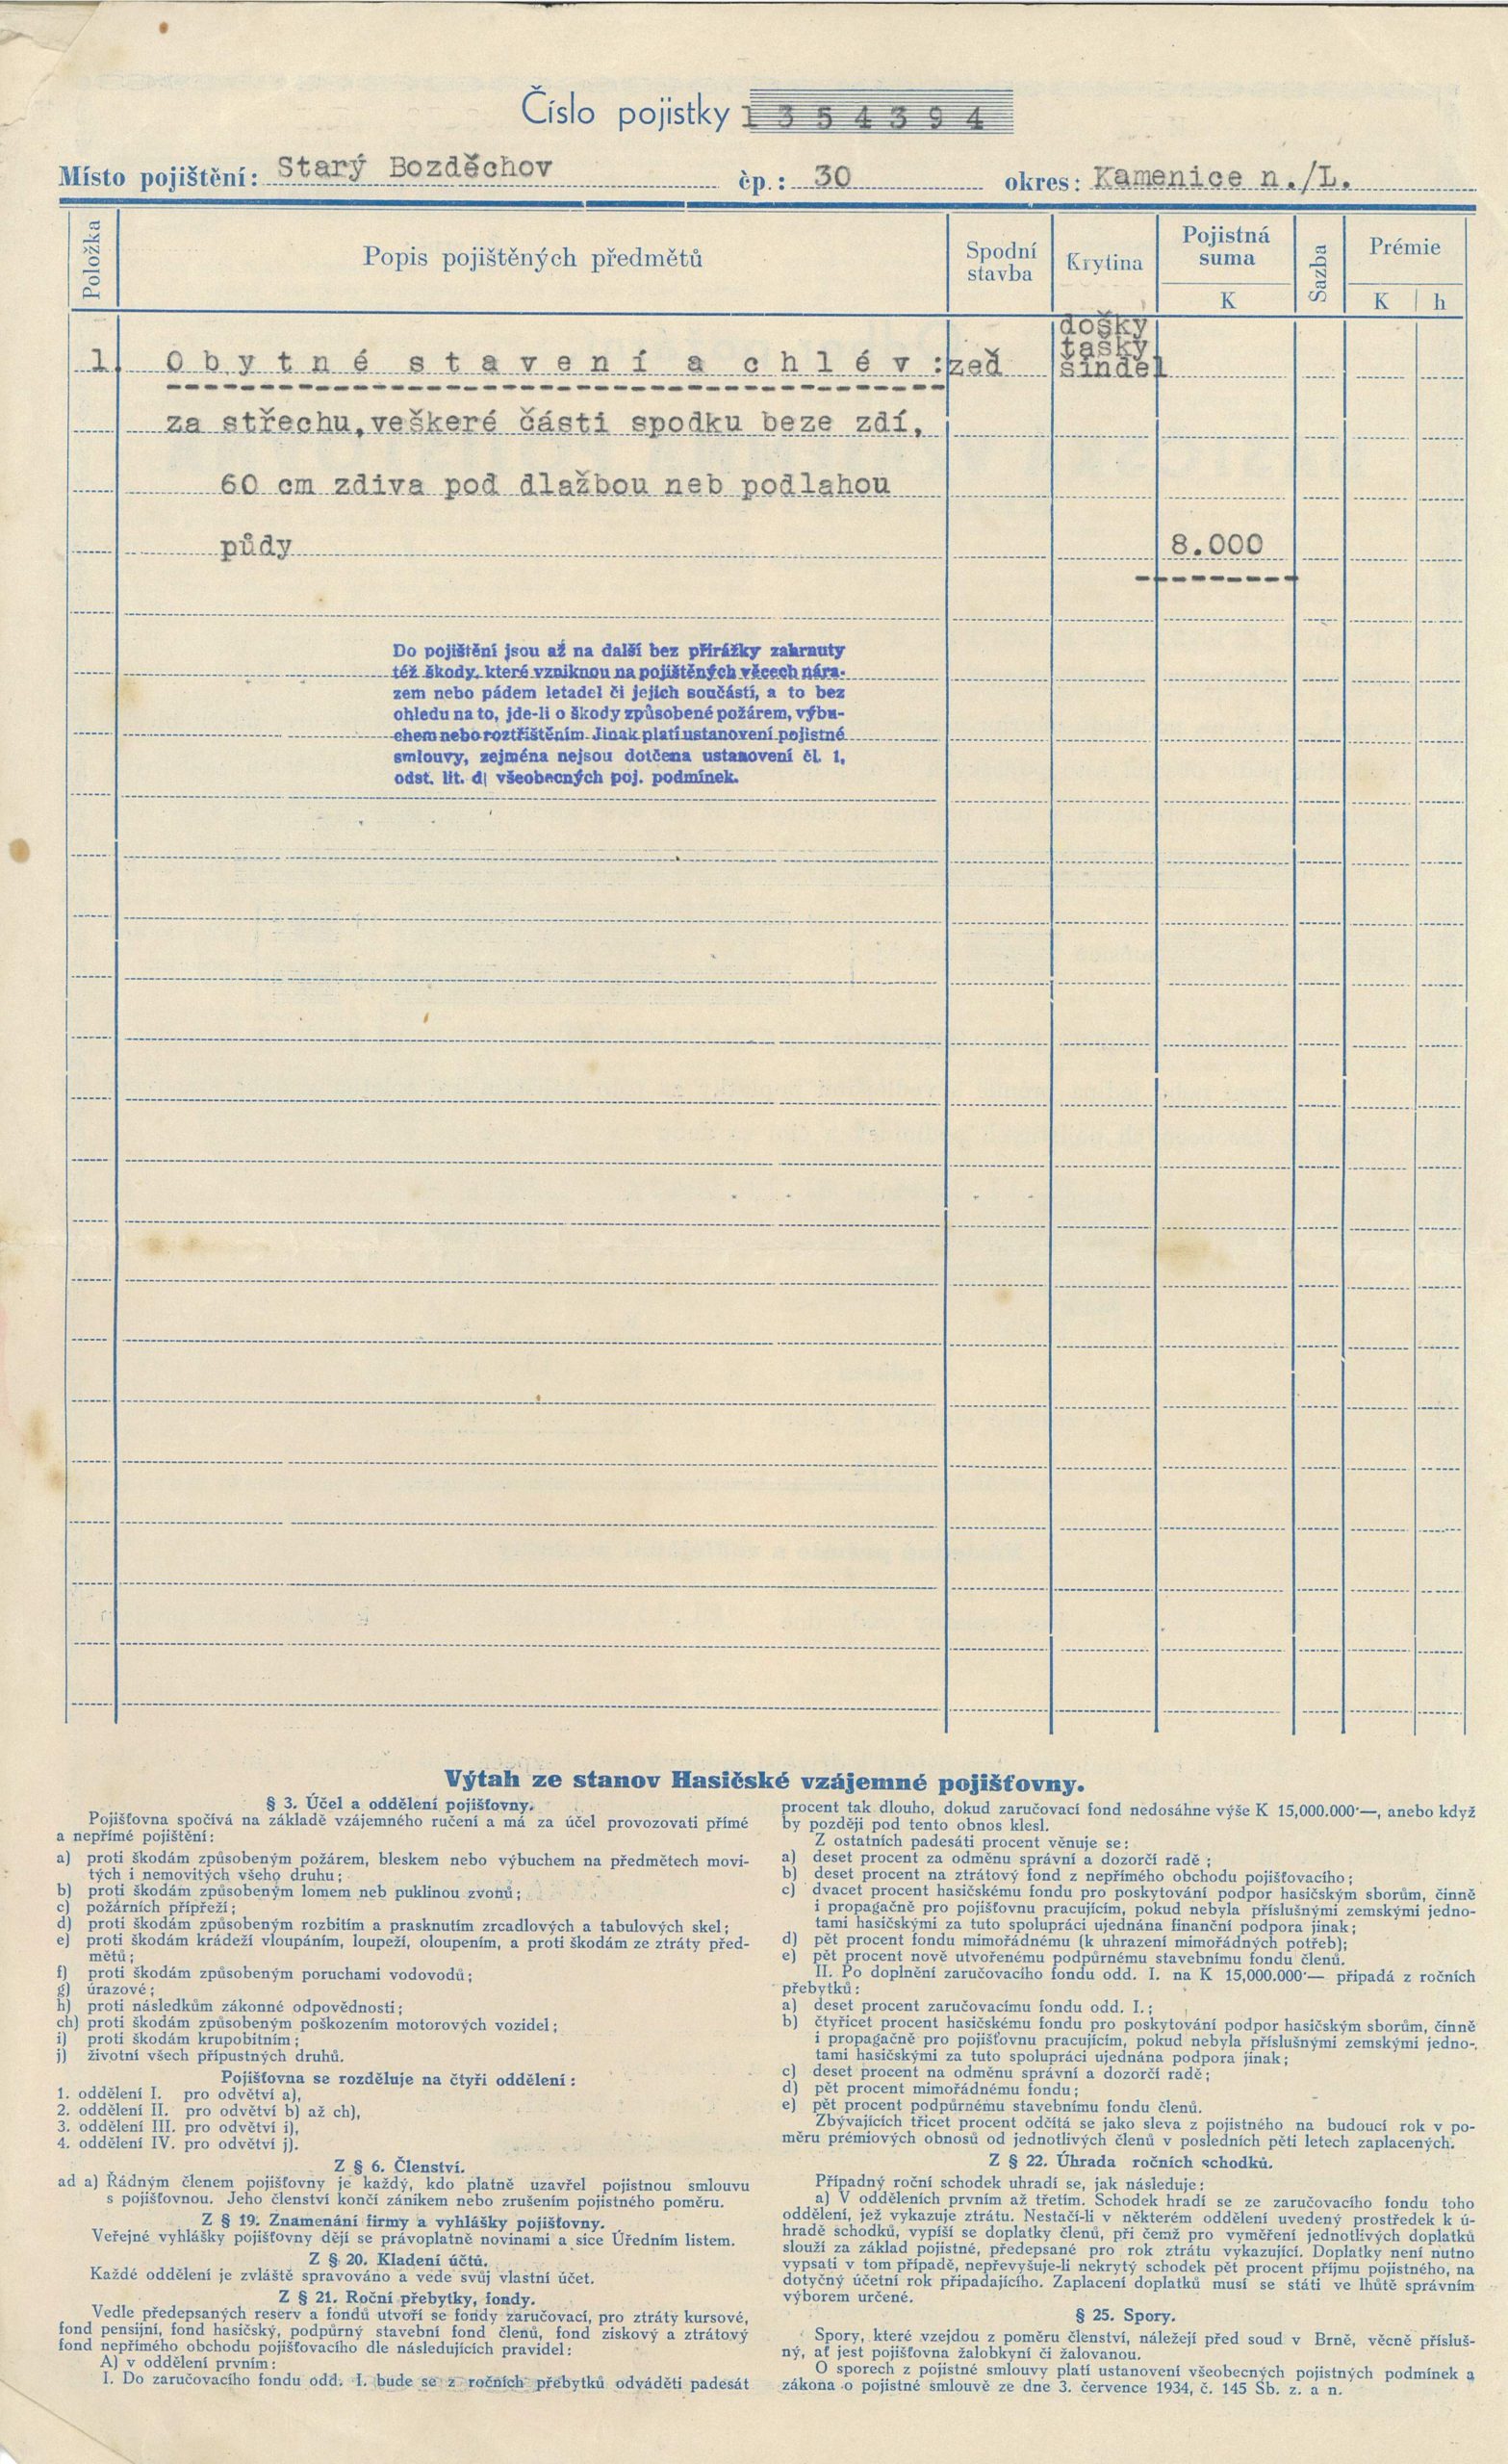 Číslo pojistky 1354394
Místo pojištění: Starý Bozděchov čp.: 30 okres: Kamenice n./L.
Položka
Popis pojištěných předmětů
Spodní stavba
Krytina
Pojistná suma
K
Sazba
Prémie
K h
došky
tašky
1. Obytné stavení a chlév: zeď šindel
za střechu, veškeré části spodku beze zdí,
60 cm zdiva pod dlažbou neb podlahou
půdy 8.000
Do pojištění jsou až na další bez přirážky zahrnuty
též škody, které vzniknou na pojištěných věcech nára-
zem nebo pádem letadel či jejich součástí, a to bez
ohledu na to, jde-li o škody způsobené požárem, výbu-
chem nebo roztříštěním. Jinak platí ustanovení pojistné
smlouvy, zejména nejsou dotčena ustanovení čl. 1,
odst. lit. d) všeobecných poj. podmínek.
Výtah ze stanov Hasičské vzájemné pojišťovny.
§ 3. Účel a oddělení pojišťovny.
Pojišťovna spočívá na základě vzájemného ručení a má za účel provozovati přímé
a nepřímé pojištění:
a) proti škodám způsobeným požárem, bleskem nebo výbuchem na předmětech movi-
tých i nemovitých všeho druhu;
b) proti škodám způsobeným lomem neb puklinou zvonů;
c) požárních přípřeží;
d) proti škodám způsobeným rozbitím a prasknutím zrcadlových a tabulových skel;
e) proti škodám krádeží vloupáním, loupeží, oloupením, a proti škodám ze ztráty před-
mětů;
f) proti škodám způsobeným poruchami vodovodů;
g) úrazové;
h) proti následkům zákonné odpovědnosti;
ch) proti škodám způsobeným poškozením motorových vozidel;
i) proti škodám krupobitním;
j) životní všech přípustných druhů.
Pojišťovna se rozděluje na čtyři oddělení:
1. oddělení I. pro odvětví a),
2. oddělení II. pro odvětví b) až ch),
3. oddělení III. pro odvětví i),
4. oddělení IV. pro odvětví j).
Z § 6. Členství.
ad a) Řádným členem pojišťovny je každý, kdo platně uzavřel pojistnou smlouvu
s pojišťovnou. Jeho členství končí zánikem nebo zrušením pojistného poměru.
Z § 19. Znamenání firmy a vyhlášky pojišťovny.
Veřejné vyhlášky pojišťovny dějí se právoplatně novinami a sice Úředním listem.
Z § 20. Kladení účtů.
Každé oddělení je zvláště spravováno a vede svůj vlastní účet.
Z § 21. Roční přebytky, fondy.
Vedle předepsaných reserv a fondů utvoří se fondy zaručovací, pro ztráty kursové,
fond pensijní, fond hasičský, podpůrný stavební fond členů, fond ziskový a ztrátový
fond nepřímého obchodu pojišťovacího dle následujících pravidel:
A) v oddělení prvním:
I. Do zaručovacího fondu odd. I. bude se z ročních přebytků odváděti padesát
procent tak dlouho, dokud zaručovací fond nedosáhne výše K 15,000.000·—, anebo když
by později pod tento obnos klesl.
Z ostatních padesáti procent věnuje se:
a) deset procent za odměnu správní a dozorčí radě;
b) deset procent na ztrátový fond z nepřímého obchodu pojišťovacího;
c) dvacet procent hasičskému fondu pro poskytování podpor hasičským sborům, činně
i propagačně pro pojišťovnu pracujícím, pokud nebyla příslušnými zemskými jedno-
tami hasičskými za tuto spolupráci ujednána finanční podpora jinak;
d) pět procent fondu mimořádnému (k uhrazení mimořádných potřeb);
e) pět procent nově utvořenému podpůrnému stavebnímu fondu členů.
II. Po doplnění zaručovacího fondu odd. I. na K 15,000.000·— připadá z ročních
přebytků:
a) deset procent zaručovacímu fondu odd. I.;
b) čtyřicet procent hasičskému fondu pro poskytování podpor hasičským sborům, činně
i propagačně pro pojišťovnu pracujícím, pokud nebyla příslušnými zemskými jedno-
tami hasičskými za tuto spolupráci ujednána podpora jinak;
c) deset procent na odměnu správní a dozorčí radě;
d) pět procent mimořádnému fondu;
e) pět procent podpůrnému stavebnímu fondu členů.
Zbývajících třicet procent odčítá se jako sleva z pojistného na budoucí rok v po-
měru prémiových obnosů od jednotlivých členů v posledních pěti letech zaplacených.
Z § 22. Úhrada ročních schodků.
Případný roční schodek uhradí se, jak následuje:
a) V odděleních prvním až třetím. Schodek hradí se ze zaručovacího fondu toho
oddělení, jež vykazuje ztrátu. Nestačí-li v některém oddělení uvedený prostředek k ú-
hradě schodků, vypíší se doplatky členů, při čemž pro vyměření jednotlivých doplatků
slouží za základ pojistné, předepsané pro rok ztrátu vykazující. Doplatky není nutno
vypsati v tom případě, nepřevyšuje-li nekrytý schodek pět procent příjmu pojistného, na
dotyčný účetní rok připadajícího. Zaplacení doplatků musí se státi ve lhůtě správním
výborem určené.
§ 25. Spory.
Spory, které vzejdou z poměru členství, náležejí před soud v Brně, věcně přísluš-
ný, ať jest pojišťovna žalobkyní či žalovanou.
O sporech z pojistné smlouvy platí ustanovení všeobecných pojistných podmínek a
zákona o pojistné smlouvě ze dne 3. července 1934, č. 145 Sb. z. a n.